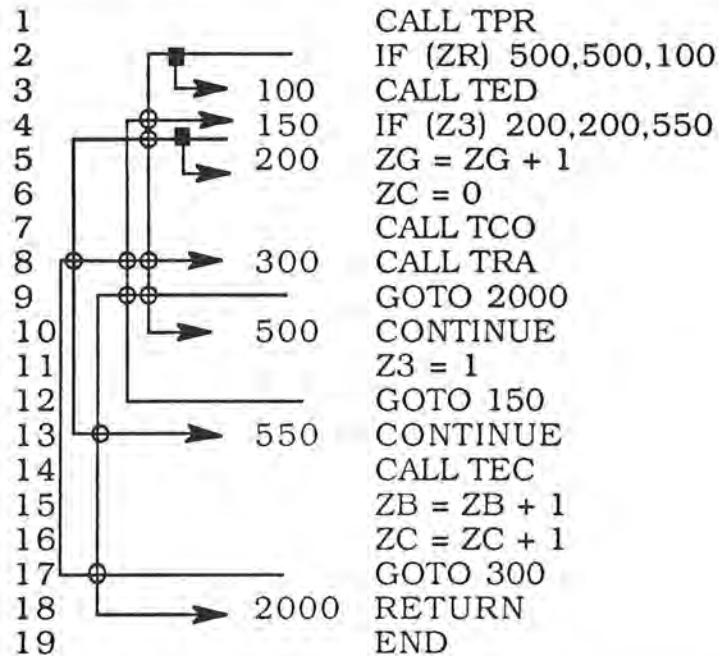 1 CALL TPR
2 IF (ZR) 500,500,100
3 100 CALL TED
4 150 IF (Z3) 200,200,550
5 200 ZG = ZG + 1
6 ZC = 0
7 CALL TCO
8 300 CALL TRA
9 GOTO 2000
10 500 CONTINUE
11 Z3 = 1
12 GOTO 150
13 550 CONTINUE
14 CALL TEC
15 ZB = ZB + 1
16 ZC = ZC + 1
17 GOTO 300
18 2000 RETURN
19 END